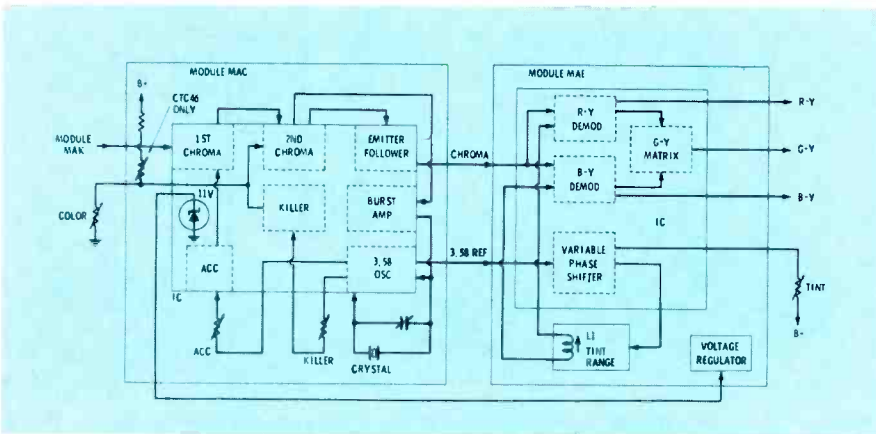 MODULE MAC
MODULE MAE
B+
CTC46
ONLY
MODULE
MAK
1ST
CHROMA
2ND
CHROMA
EMITTER
FOLLOWER
CHROMA
R-Y
DEMOD
R-Y
G-Y
MATRIX
G-Y
B-Y
DEMOD
B-Y
COLOR
11V
KILLER
BURST
AMP
IC
ACC
3.58
OSC
3.58 REF
VARIABLE
PHASE
SHIFTER
TINT
IC
ACC
KILLER
CRYSTAL
L1
TINT
RANGE
VOLTAGE
REGULATOR
B-